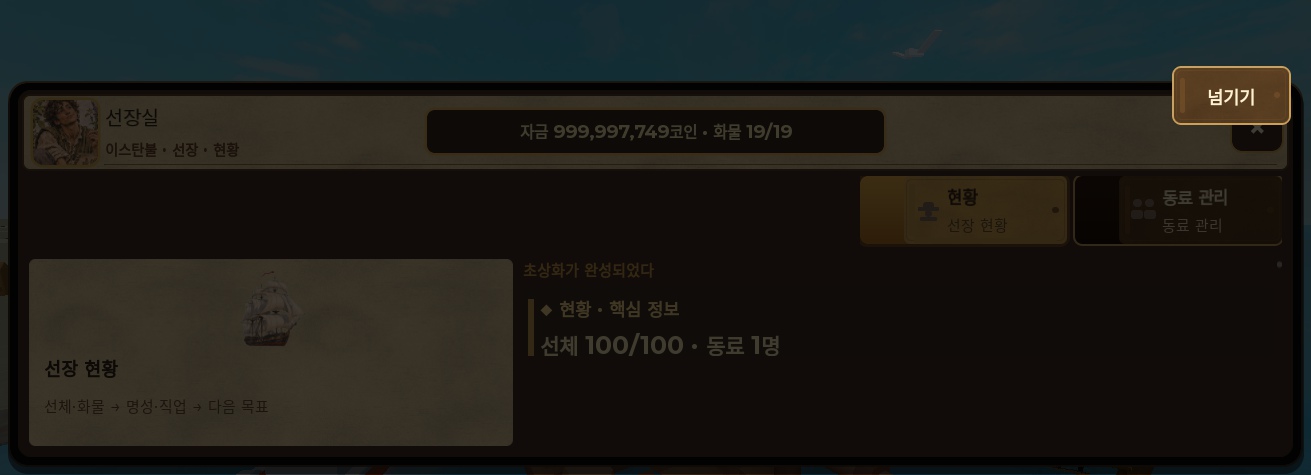 넘기기
선장실
이스탄불 • 선장 • 현황
자금 999,997,749코인 • 화물 19/19
×
현황
선장 현황
동료 관리
동료 관리
초상화가 완성되었다
◆ 현황 • 핵심 정보
선체 100/100 • 동료 1명
선장 현황
선체·화물 → 명성·직업 → 다음 목표